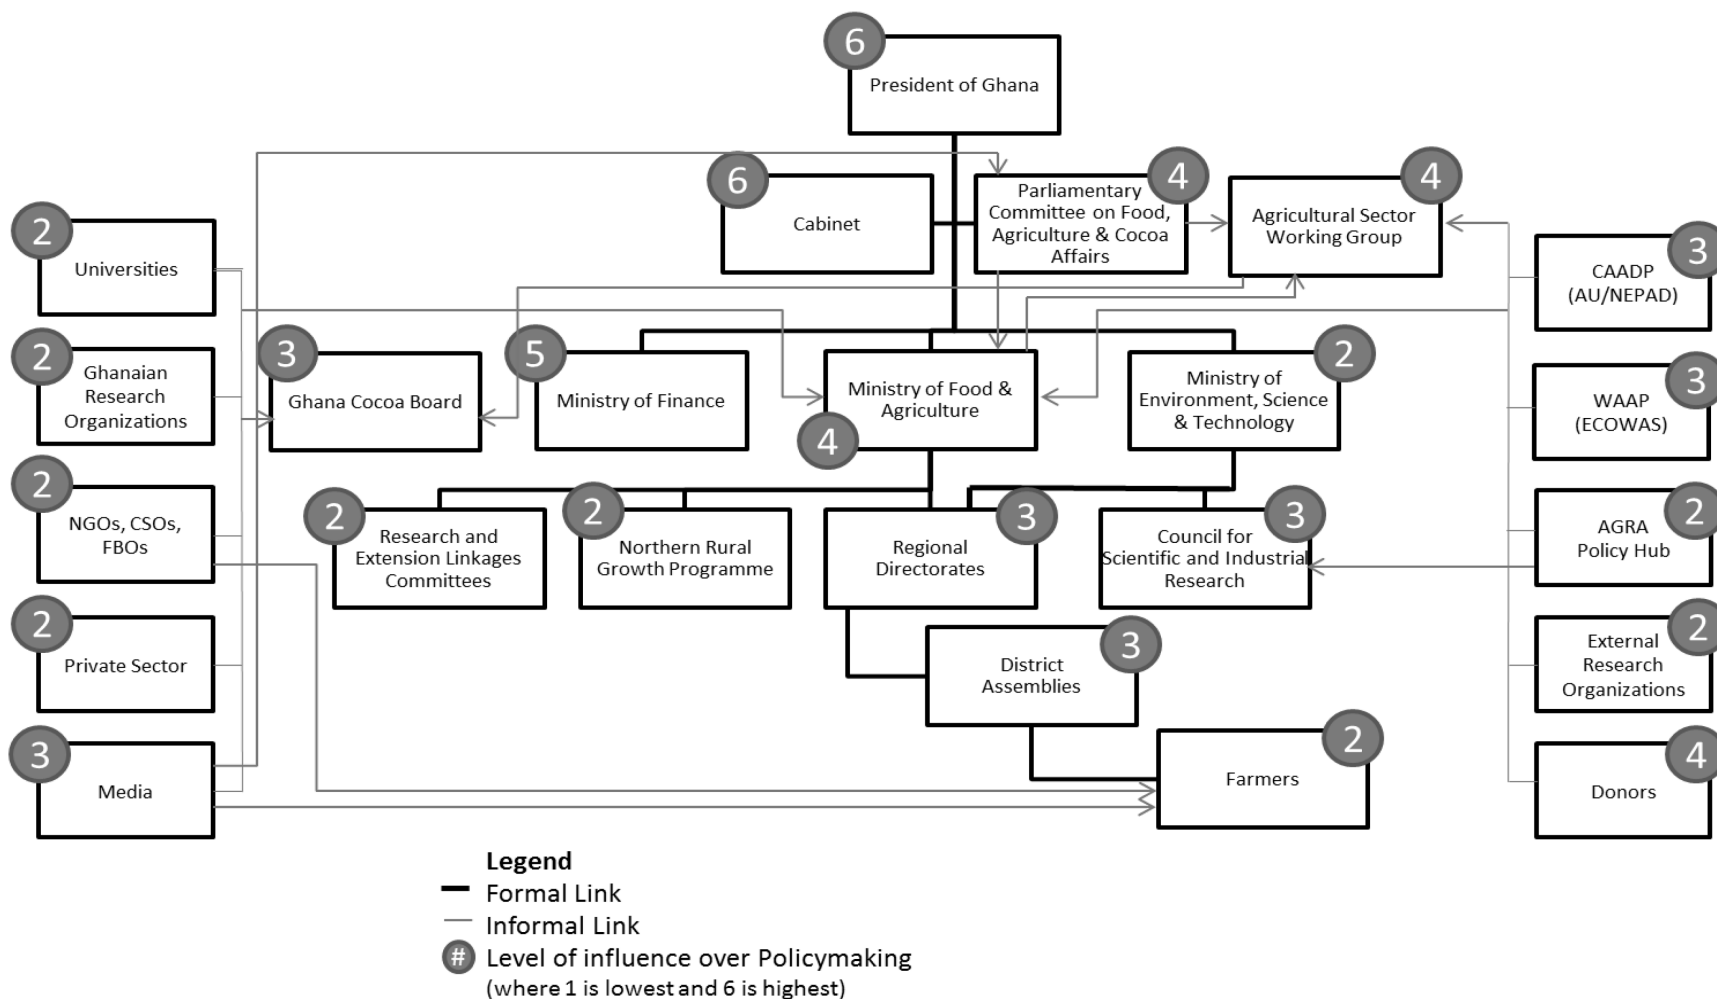 6
President of Ghana
6
Cabinet
4
Parliamentary
Committee on Food,
Agriculture & Cocoa
Affairs
4
Agricultural Sector
Working Group
2
Universities
3
CAADP
(AU/NEPAD)
2
Ghanaian
Research
Organizations
3
Ghana Cocoa Board
5
Ministry of Finance
Ministry of Food &
Agriculture
4
2
Ministry of
Environment, Science
& Technology
3
WAAP
(ECOWAS)
2
NGOs, CSOs,
FBOs
2
Research and
Extension Linkages
Committees
2
Northern Rural
Growth Programme
3
Regional
Directorates
3
Council for
Scientific and Industrial
Research
2
AGRA
Policy Hub
2
Private Sector
3
District
Assemblies
2
External
Research
Organizations
3
Media
2
Farmers
4
Donors
Legend
Formal Link
Informal Link
# Level of influence over Policymaking
(where 1 is lowest and 6 is highest)